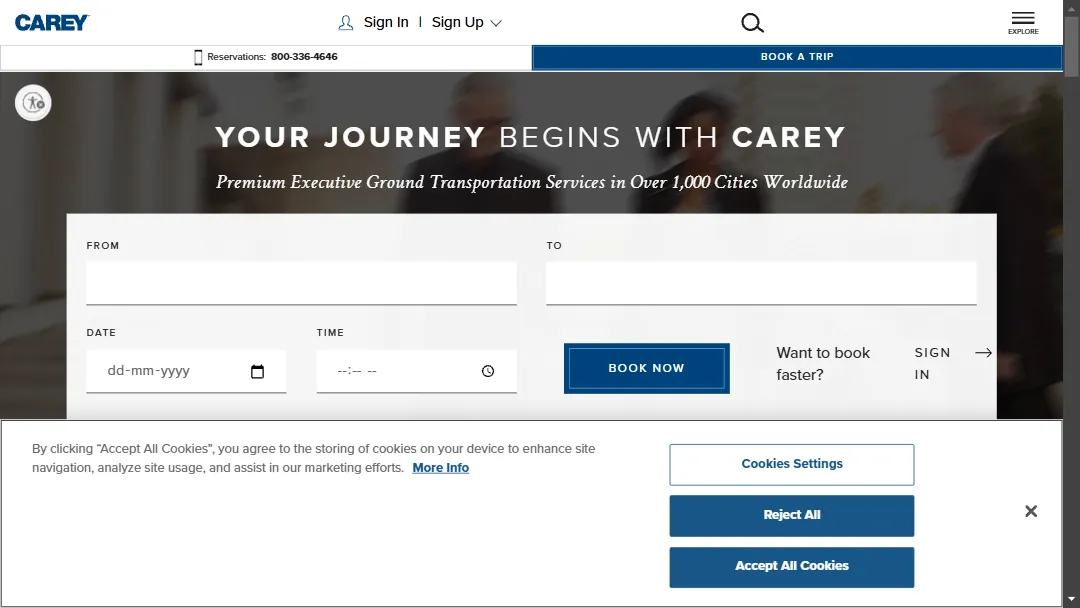 CAREY
Sign In | Sign Up
EXPLORE
Reservations: 800-336-4646
BOOK A TRIP
YOUR JOURNEY BEGINS WITH CAREY
Premium Executive Ground Transportation Services in Over 1,000 Cities Worldwide
FROM
TO
DATE
TIME
dd-mm-yyyy
--:-- --
BOOK NOW
Want to book
faster?
SIGN
IN
By clicking “Accept All Cookies”, you agree to the storing of cookies on your device to enhance site
navigation, analyze site usage, and assist in our marketing efforts. More Info
Cookies Settings
Reject All
Accept All Cookies